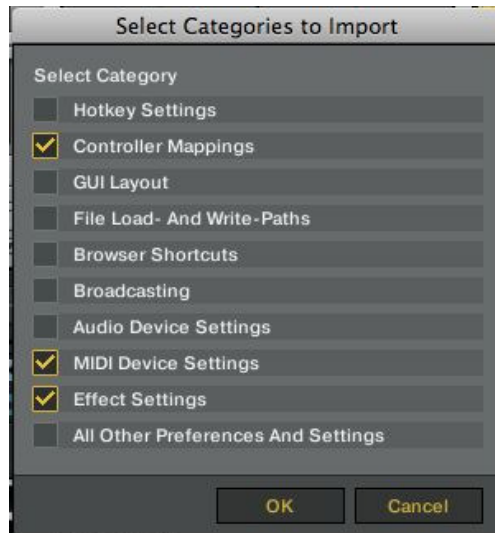 Select Categories to Import
Select Category
Hotkey Settings
Controller Mappings
GUI Layout
File Load- And Write-Paths
Browser Shortcuts
Broadcasting
Audio Device Settings
MIDI Device Settings
Effect Settings
All Other Preferences And Settings
OK Cancel